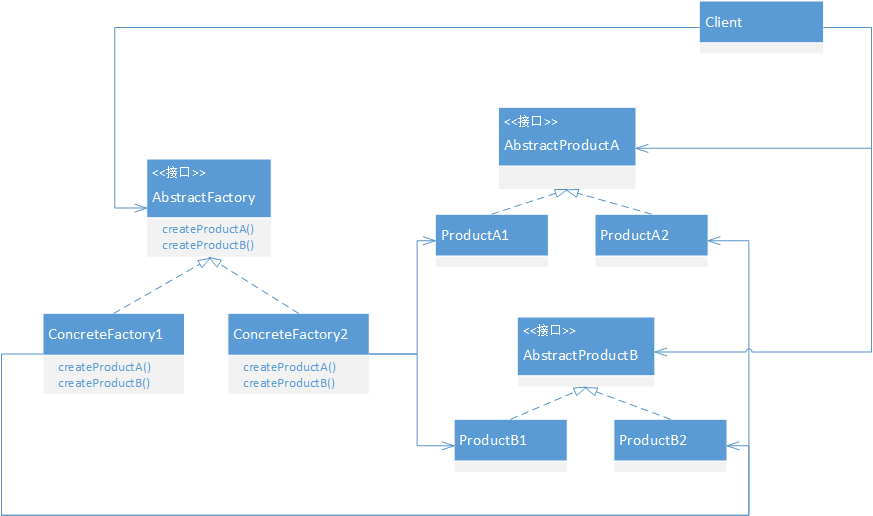 Client
<<接口>>
AbstractProductA
<<接口>>
AbstractFactory
createProductA()
createProductB()
ProductA1
ProductA2
ConcreteFactory1
createProductA()
createProductB()
ConcreteFactory2
createProductA()
createProductB()
<<接口>>
AbstractProductB
ProductB1
ProductB2